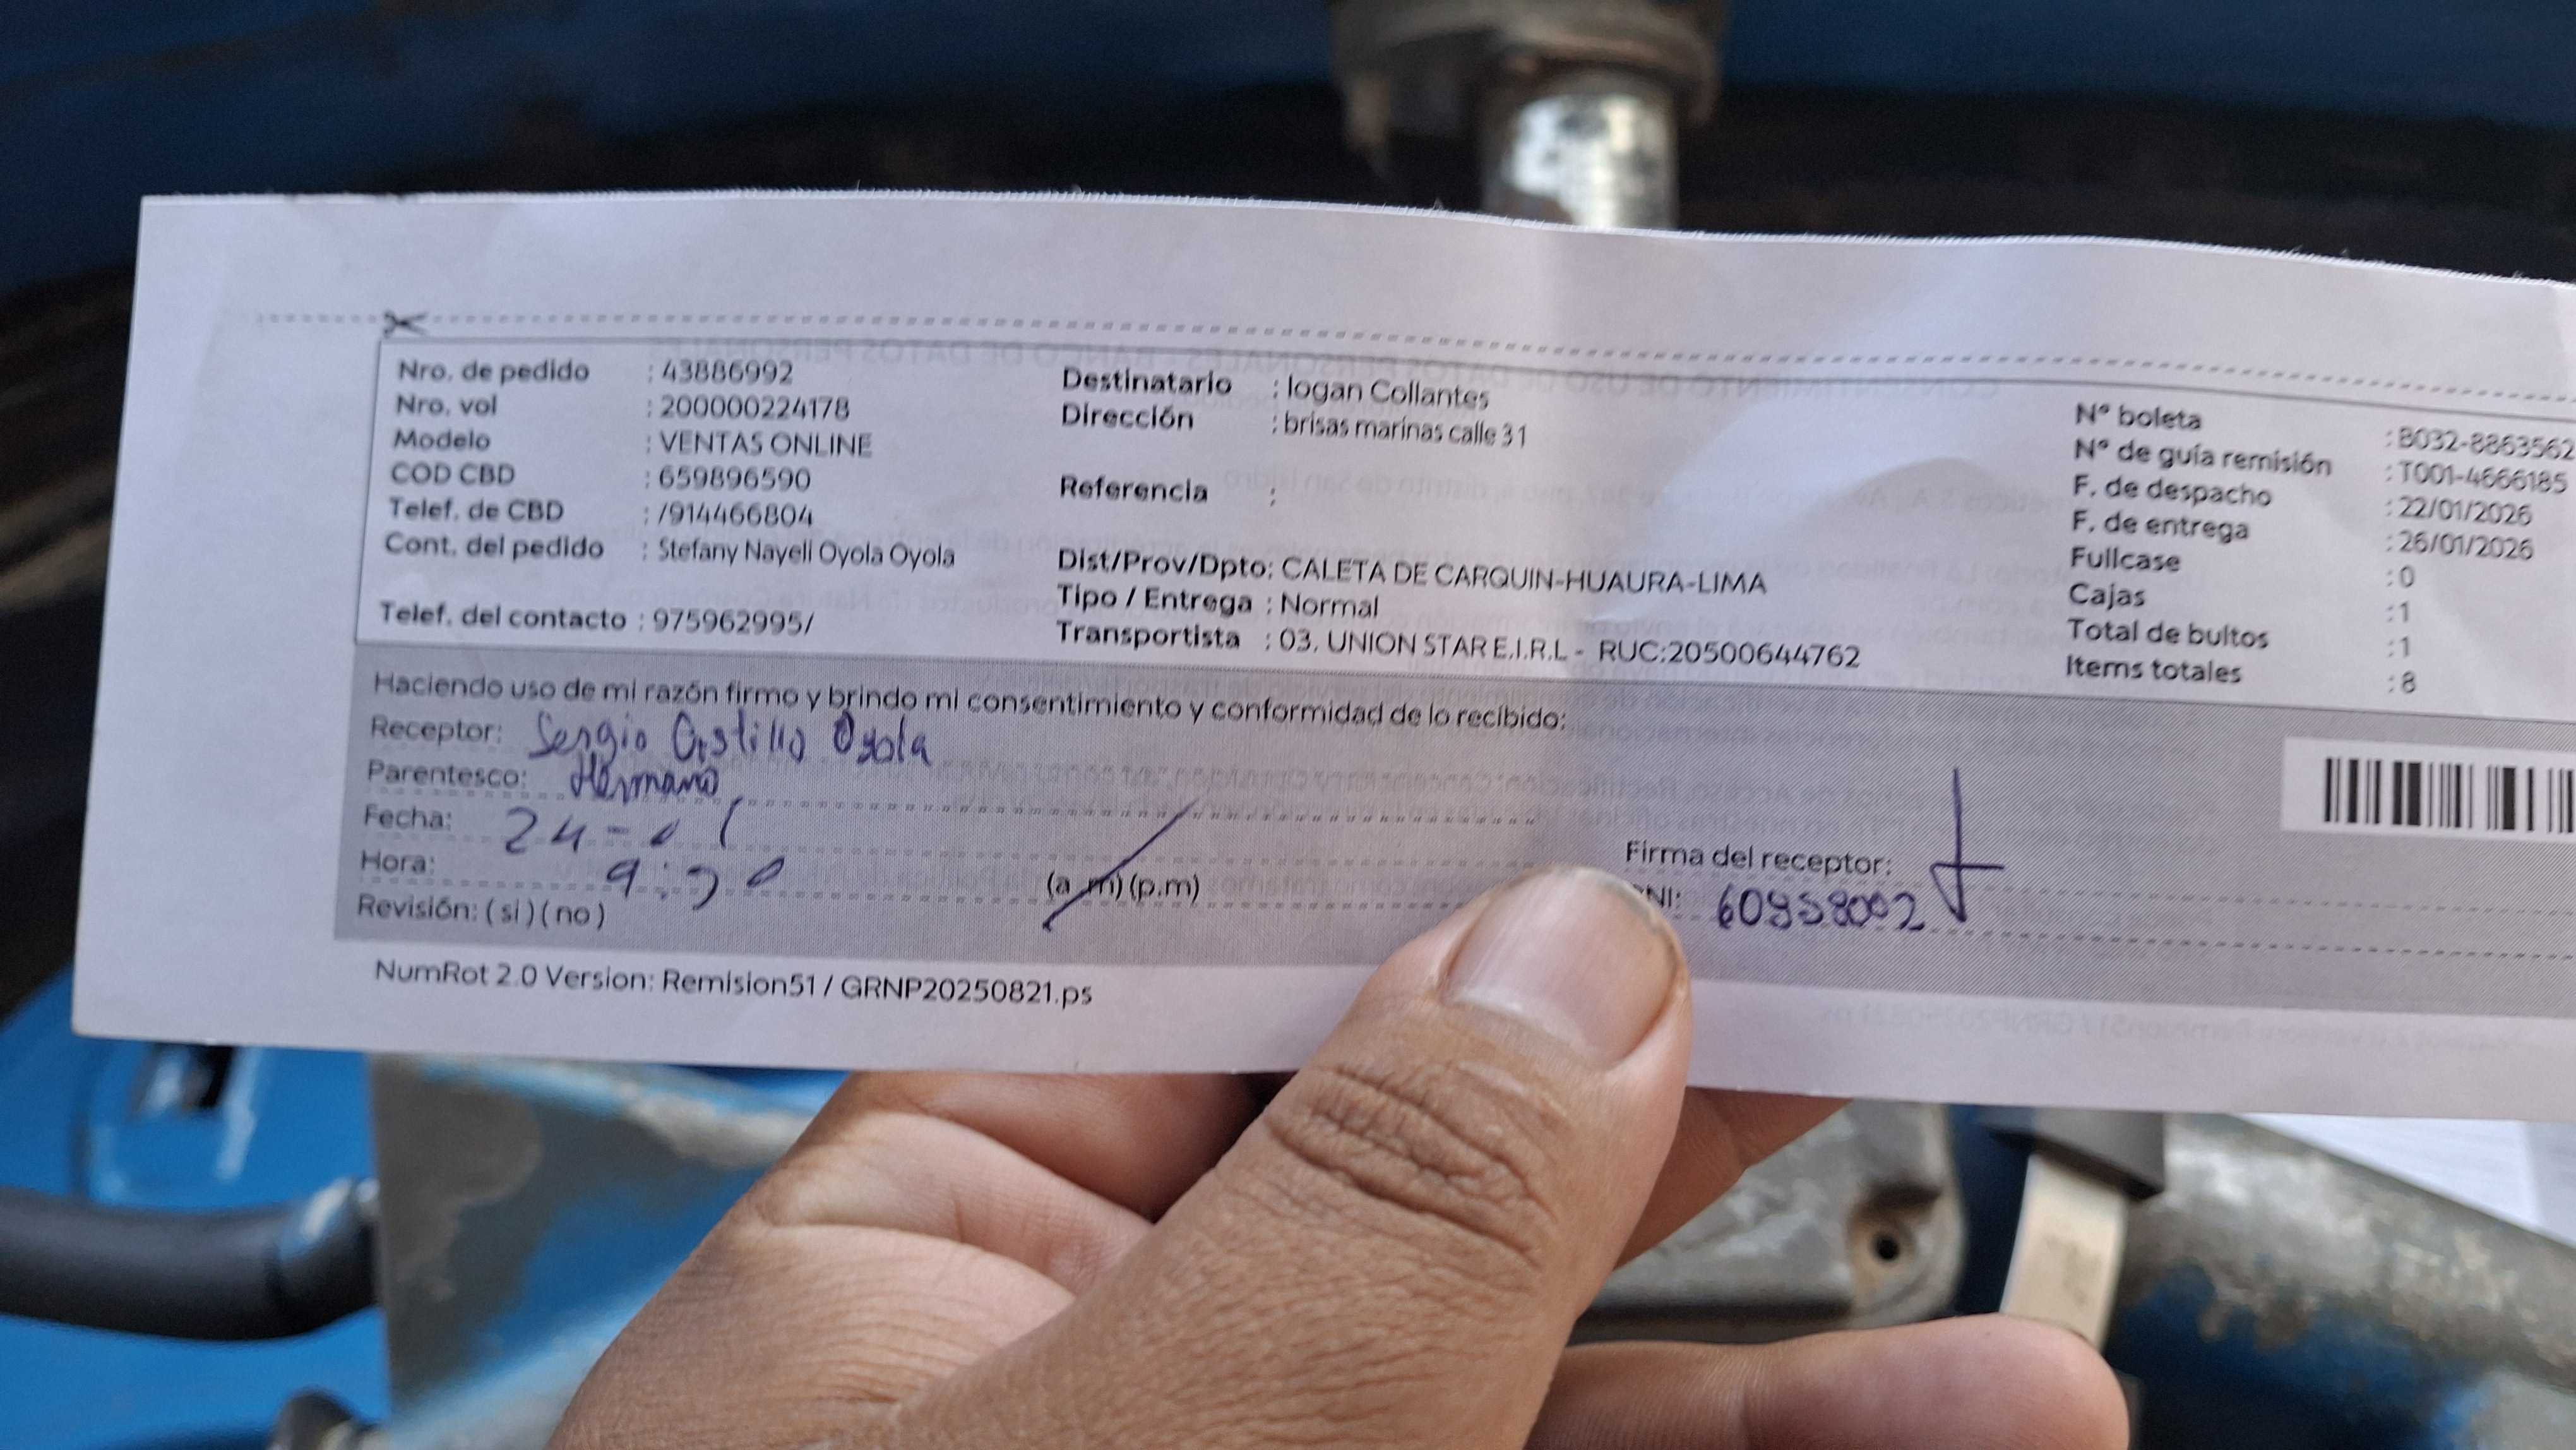 Nro. de pedido : 43886992
Nro. vol : 200000224178
Modelo : VENTAS ONLINE
COD CBD : 659896590
Telef. de CBD : /914466804
Cont. del pedido : Stefany Nayeli Oyola Oyola
Telef. del contacto : 975962995/
Destinatario : logan Collantes
Dirección : brisas marinas calle 31
Referencia :
Dist/Prov/Dpto: CALETA DE CARQUIN-HUAURA-LIMA
Tipo / Entrega : Normal
Transportista : 03. UNION STAR E.I.R.L - RUC:20500644762
N° boleta : B032-8863562
N° de guía remisión : T001-4666185
F. de despacho : 22/01/2026
F. de entrega : 26/01/2026
Fullcase : 0
Cajas : 1
Total de bultos : 1
Items totales : 8
Haciendo uso de mi razón firmo y brindo mi consentimiento y conformidad de lo recibido:
Receptor: Sergio Castillo Oyola
Parentesco: Hermano
Fecha: 24-01
Hora: 9:30 (a.m) (p.m)
Revisión: (si) (no)
Firma del receptor:
NI: 60958002
NumRot 2.0 Version: Remision51 / GRNP20250821.ps